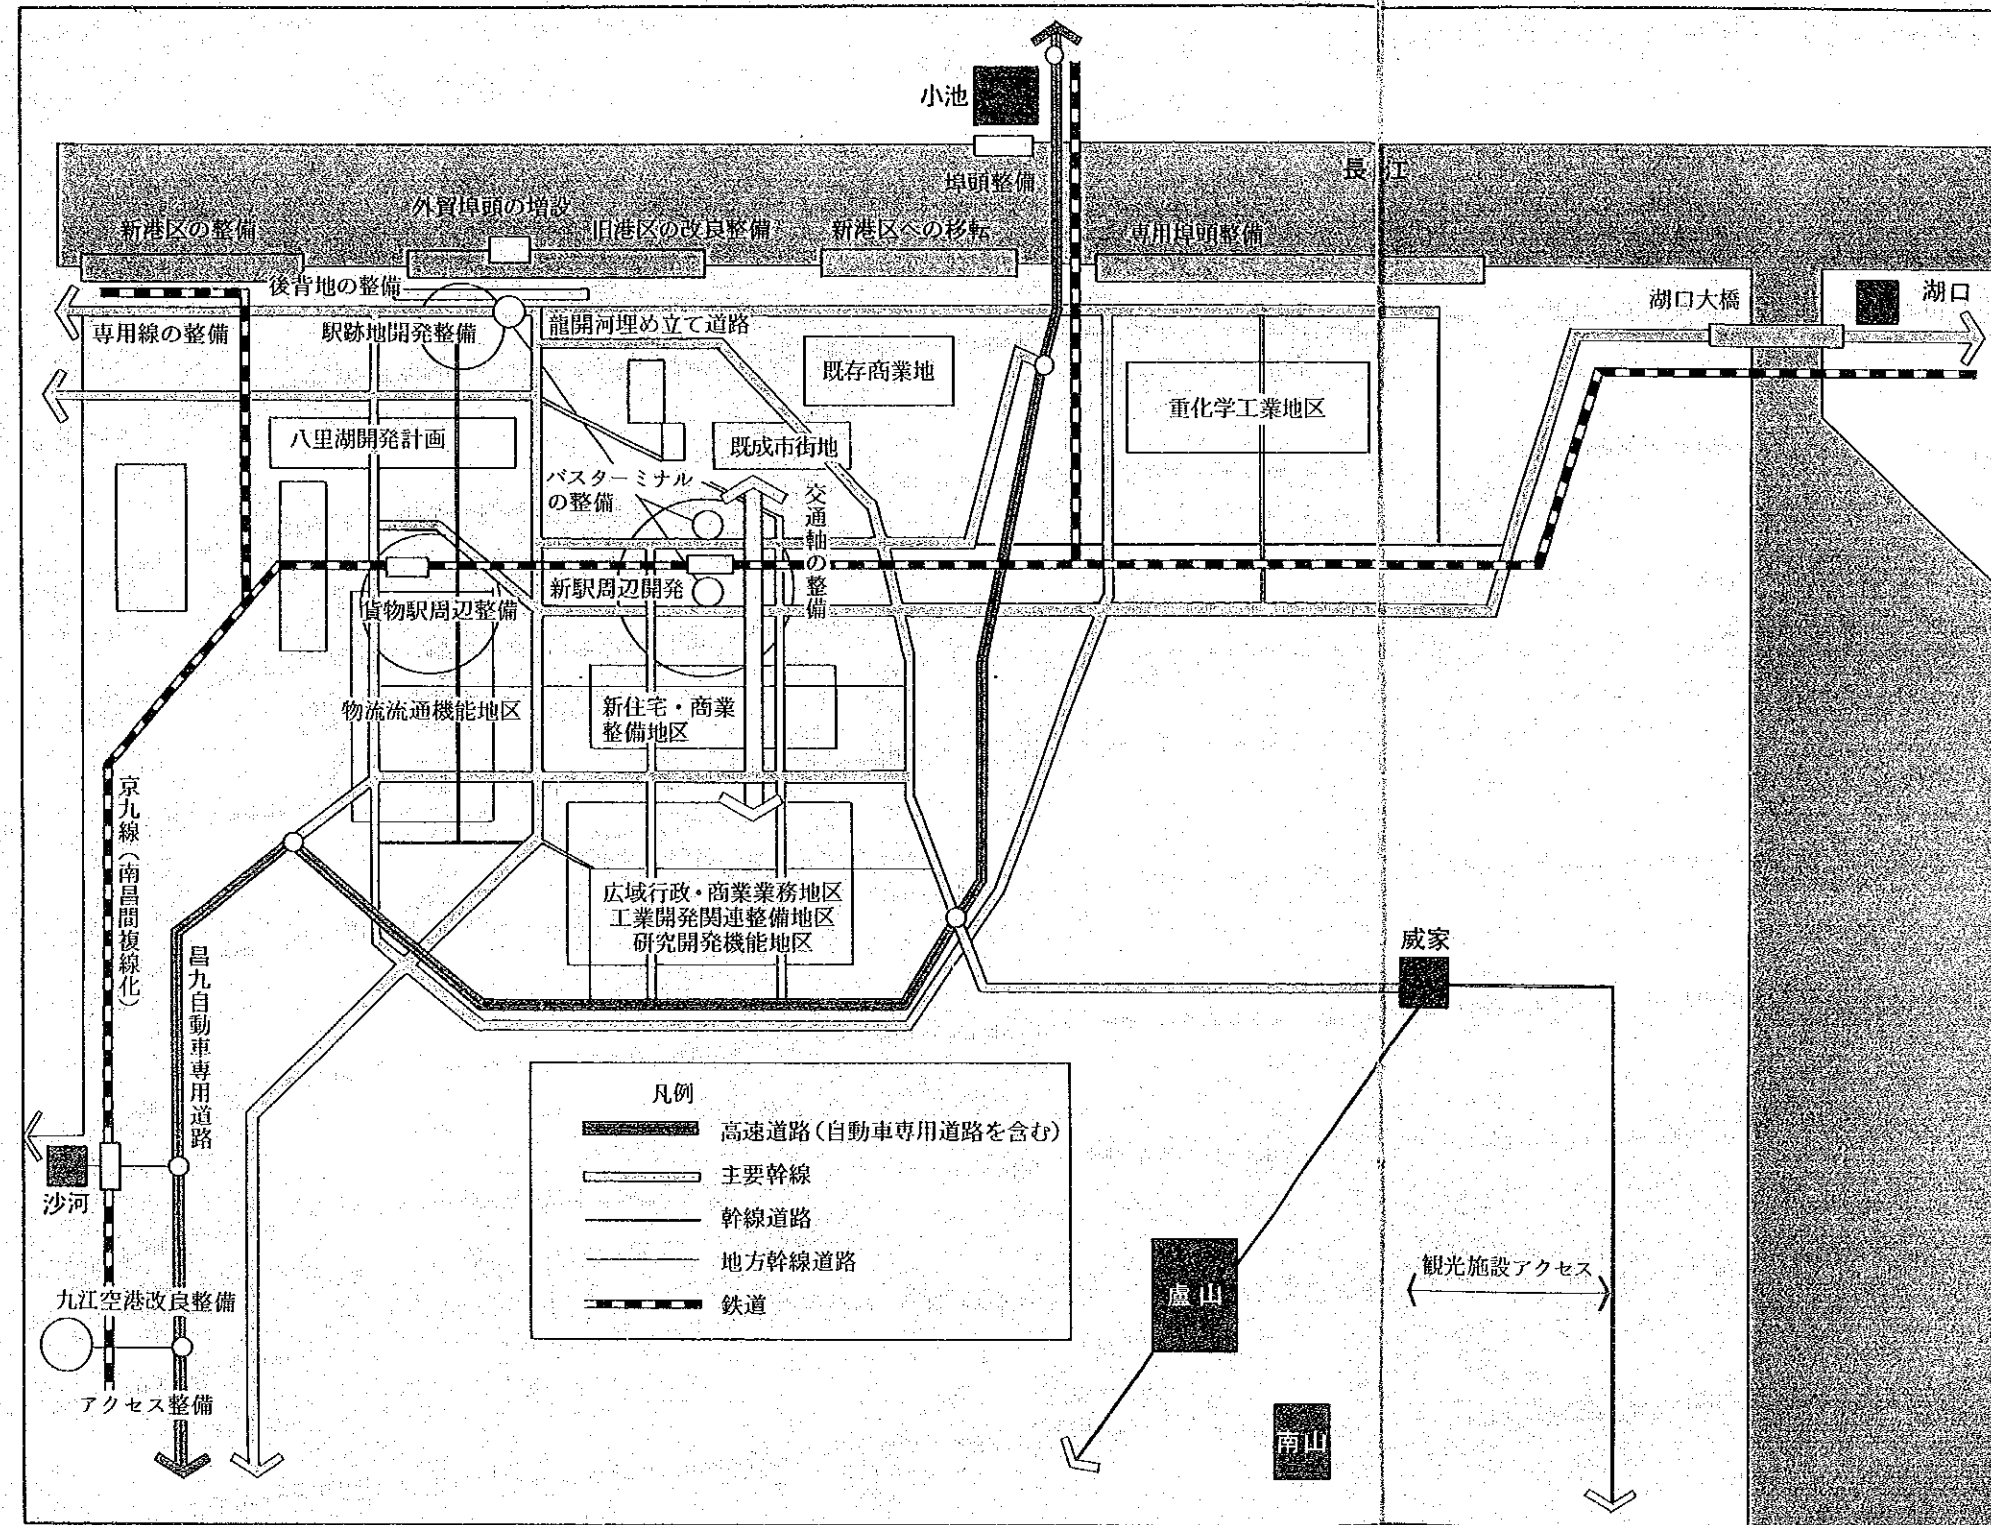 小池
長江
埠頭整備
外貿埠頭の増設
新港区の整備
旧港区の改良整備
新港区への移転
専用埠頭整備
後背地の整備
湖口大橋
湖口
専用線の整備
駅跡地開発整備
龍開河埋め立て道路
既存商業地
重化学工業地区
八里湖開発計画
既成市街地
バスターミナル
の整備
交通軸の整備
新駅周辺開発
貨物駅周辺整備
物流流通機能地区
新住宅・商業
整備地区
京九線(南昌間複線化)
広域行政・商業業務地区
工業開発関連整備地区
研究開発機能地区
昌九自動車専用道路
威家
凡例
高速道路(自動車専用道路を含む)
主要幹線
幹線道路
地方幹線道路
鉄道
沙河
九江空港改良整備
アクセス整備
観光施設アクセス
盧山
南山